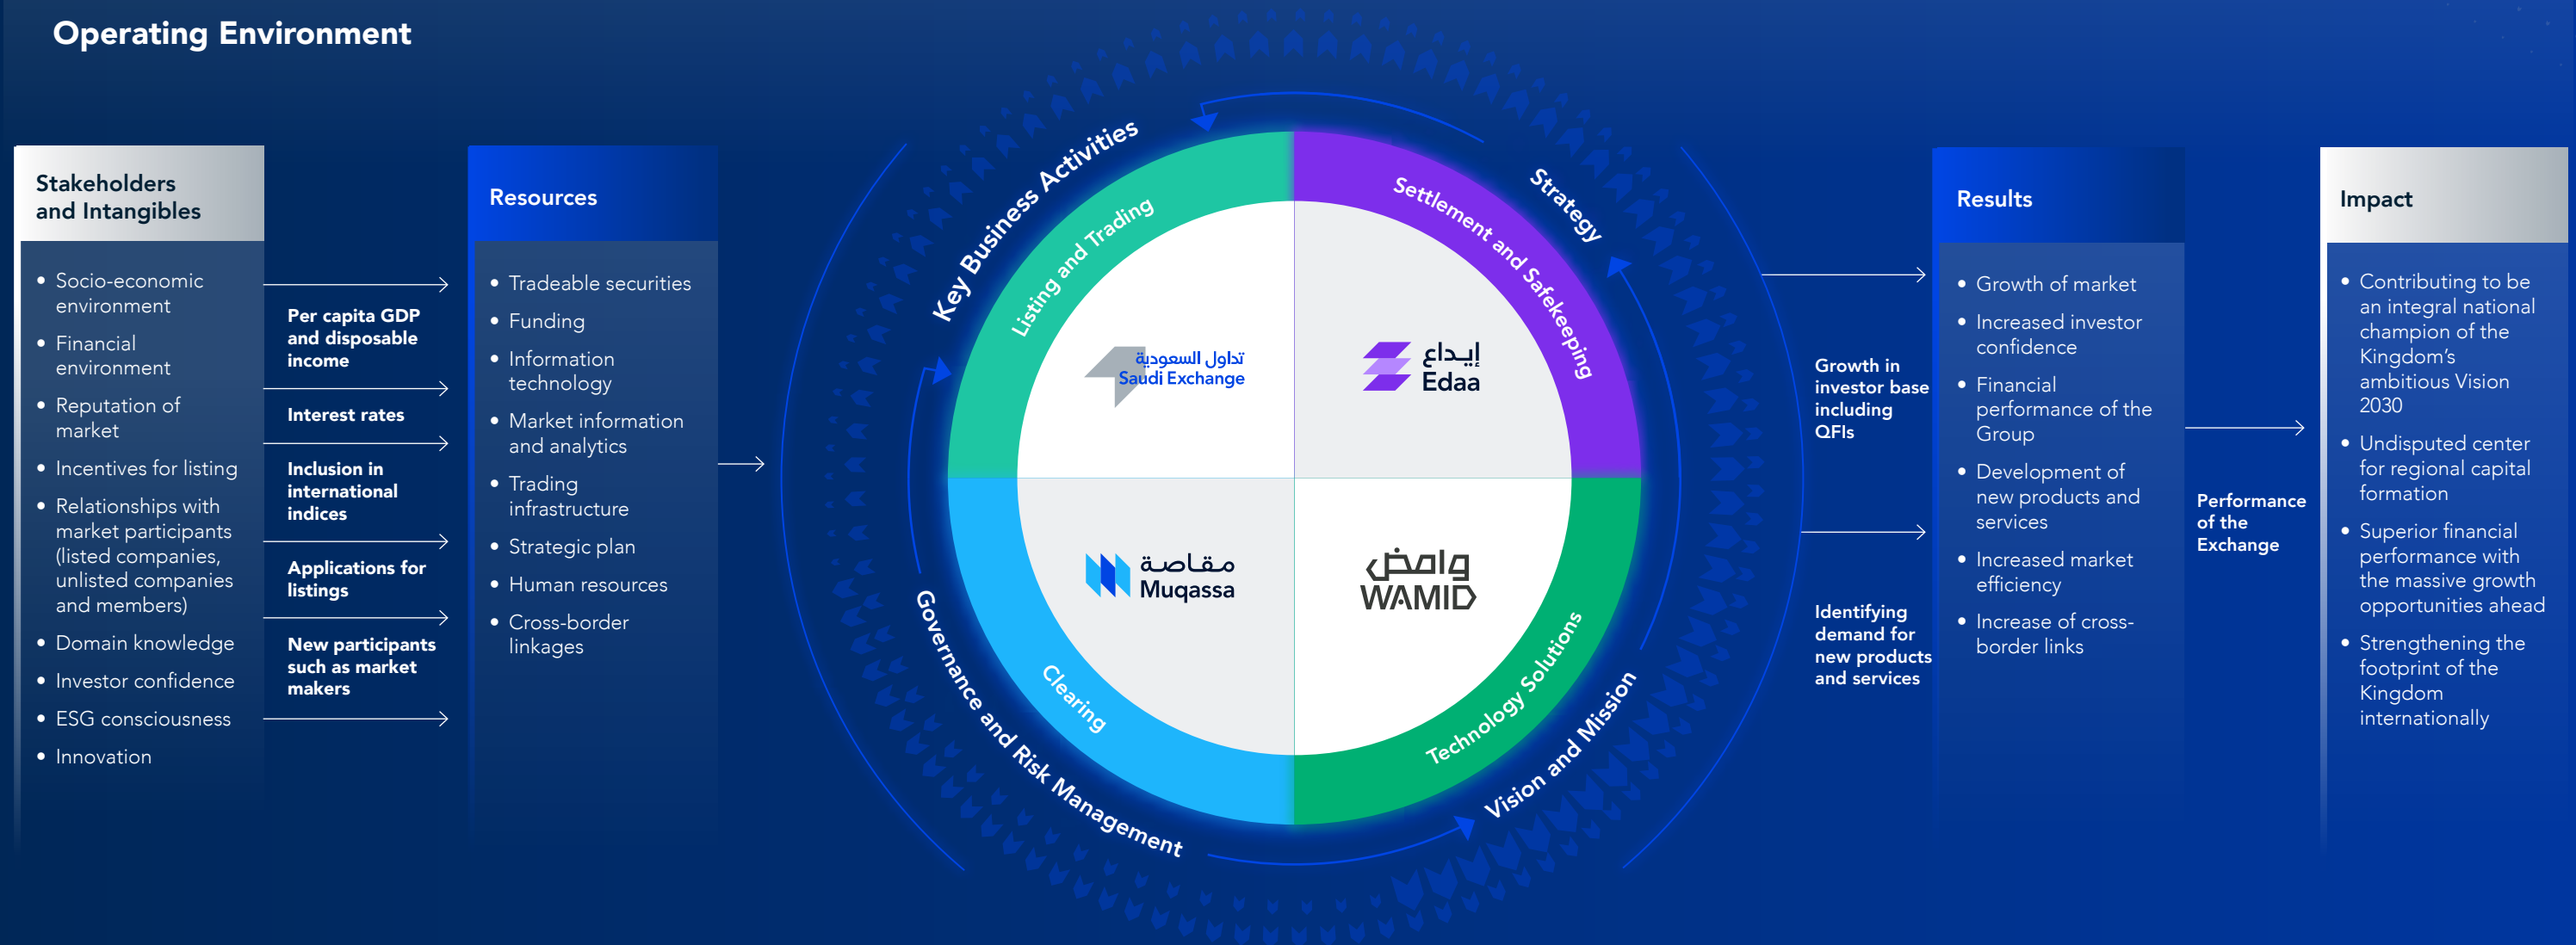 Operating Environment
Stakeholders
and Intangibles
• Socio-economic
environment
• Financial
environment
• Reputation of
market
• Incentives for listing
• Relationships with
market participants
(listed companies,
unlisted companies
and members)
• Domain knowledge
• Investor confidence
• ESG consciousness
• Innovation
Per capita GDP
and disposable
income
Interest rates
Inclusion in
international
indices
Applications for
listings
New participants
such as market
makers
Resources
• Tradeable securities
• Funding
• Information
technology
• Market information
and analytics
• Trading
infrastructure
• Strategic plan
• Human resources
• Cross-border
linkages
Key Business Activities
Strategy
Governance and Risk Management
Vision and Mission
Listing and Trading
تداول السعودية
Saudi Exchange
Settlement and Safekeeping
إيداع
Edaa
Clearing
مقاصة
Muqassa
Technology Solutions
وامض
WAMID
Growth in
investor base
including
QFIs
Identifying
demand for
new products
and services
Results
• Growth of market
• Increased investor
confidence
• Financial
performance of the
Group
• Development of
new products and
services
• Increased market
efficiency
• Increase of cross-
border links
Performance
of the
Exchange
Impact
• Contributing to be
an integral national
champion of the
Kingdom’s
ambitious Vision
2030
• Undisputed center
for regional capital
formation
• Superior financial
performance with
the massive growth
opportunities ahead
• Strengthening the
footprint of the
Kingdom
internationally